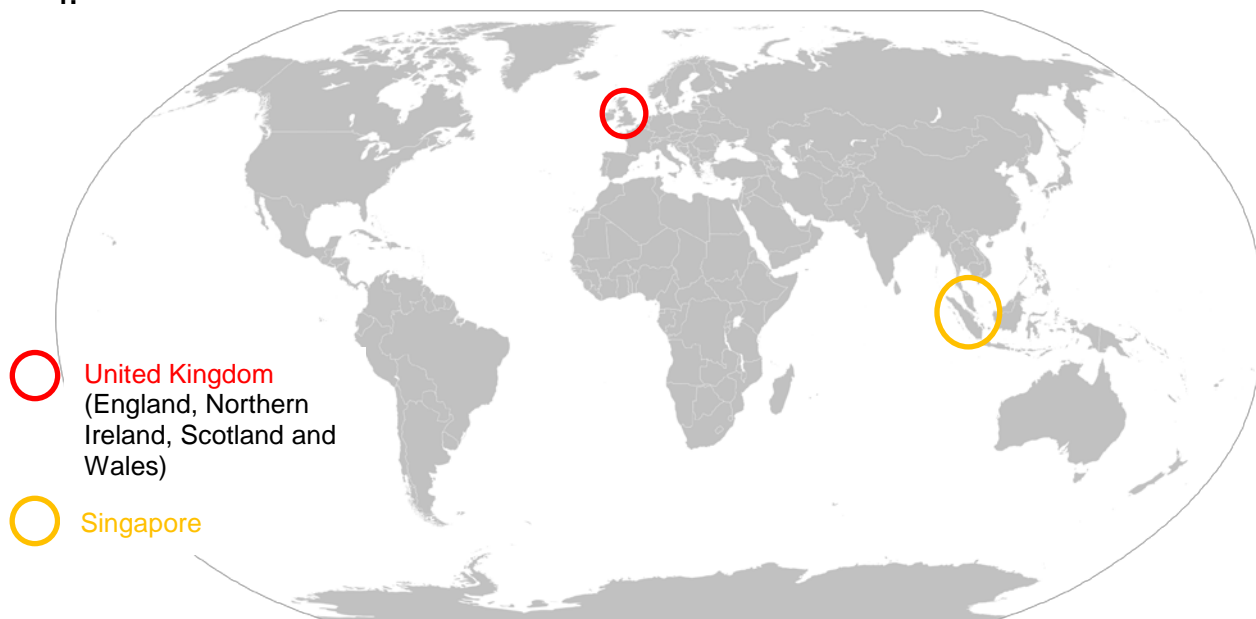 United Kingdom
(England, Northern
Ireland, Scotland and
Wales)
Singapore